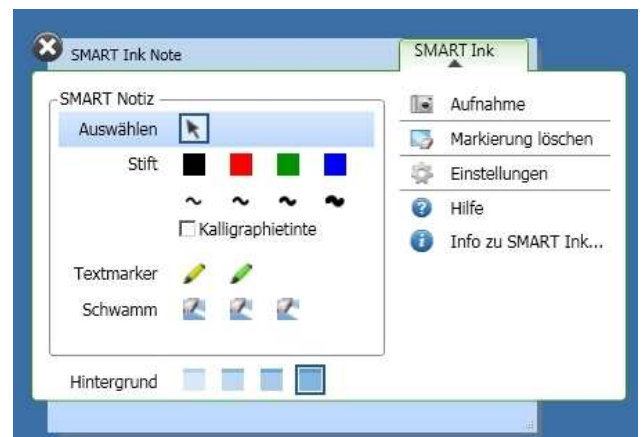 SMART Ink Note
SMART Ink
SMART Notiz
Auswählen
Stift
Kalligraphietinte
Textmarker
Schwamm
Hintergrund
Aufnahme
Markierung löschen
Einstellungen
Hilfe
Info zu SMART Ink...